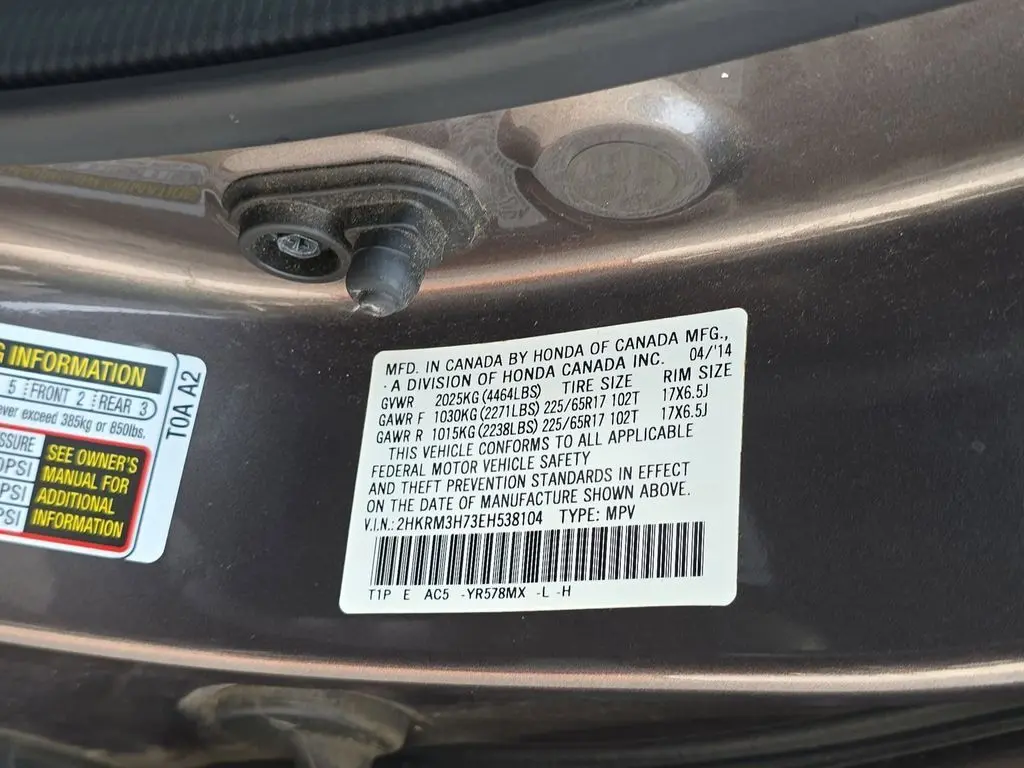 G INFORMATION
5 FRONT 2 REAR 3
ever exceed 385kg or 850lbs.
SSURE
0PSI
PSI
PSI
SEE OWNER'S
MANUAL FOR
ADDITIONAL
INFORMATION
TOA A2
MFD. IN CANADA BY HONDA OF CANADA MFG.,
A DIVISION OF HONDA CANADA INC. 04/'14
GVWR 2025KG (4464LBS) TIRE SIZE RIM SIZE
GAWR F 1030KG (2271LBS) 225/65R17 102T 17X6.5J
GAWR R 1015KG (2238LBS) 225/65R17 102T 17X6.5J
THIS VEHICLE CONFORMS TO ALL APPLICABLE
FEDERAL MOTOR VEHICLE SAFETY
AND THEFT PREVENTION STANDARDS IN EFFECT
ON THE DATE OF MANUFACTURE SHOWN ABOVE.
V.I.N.: 2HKRM3H73EH538104 TYPE: MPV
T1P E AC5 -YR578MX -L -H